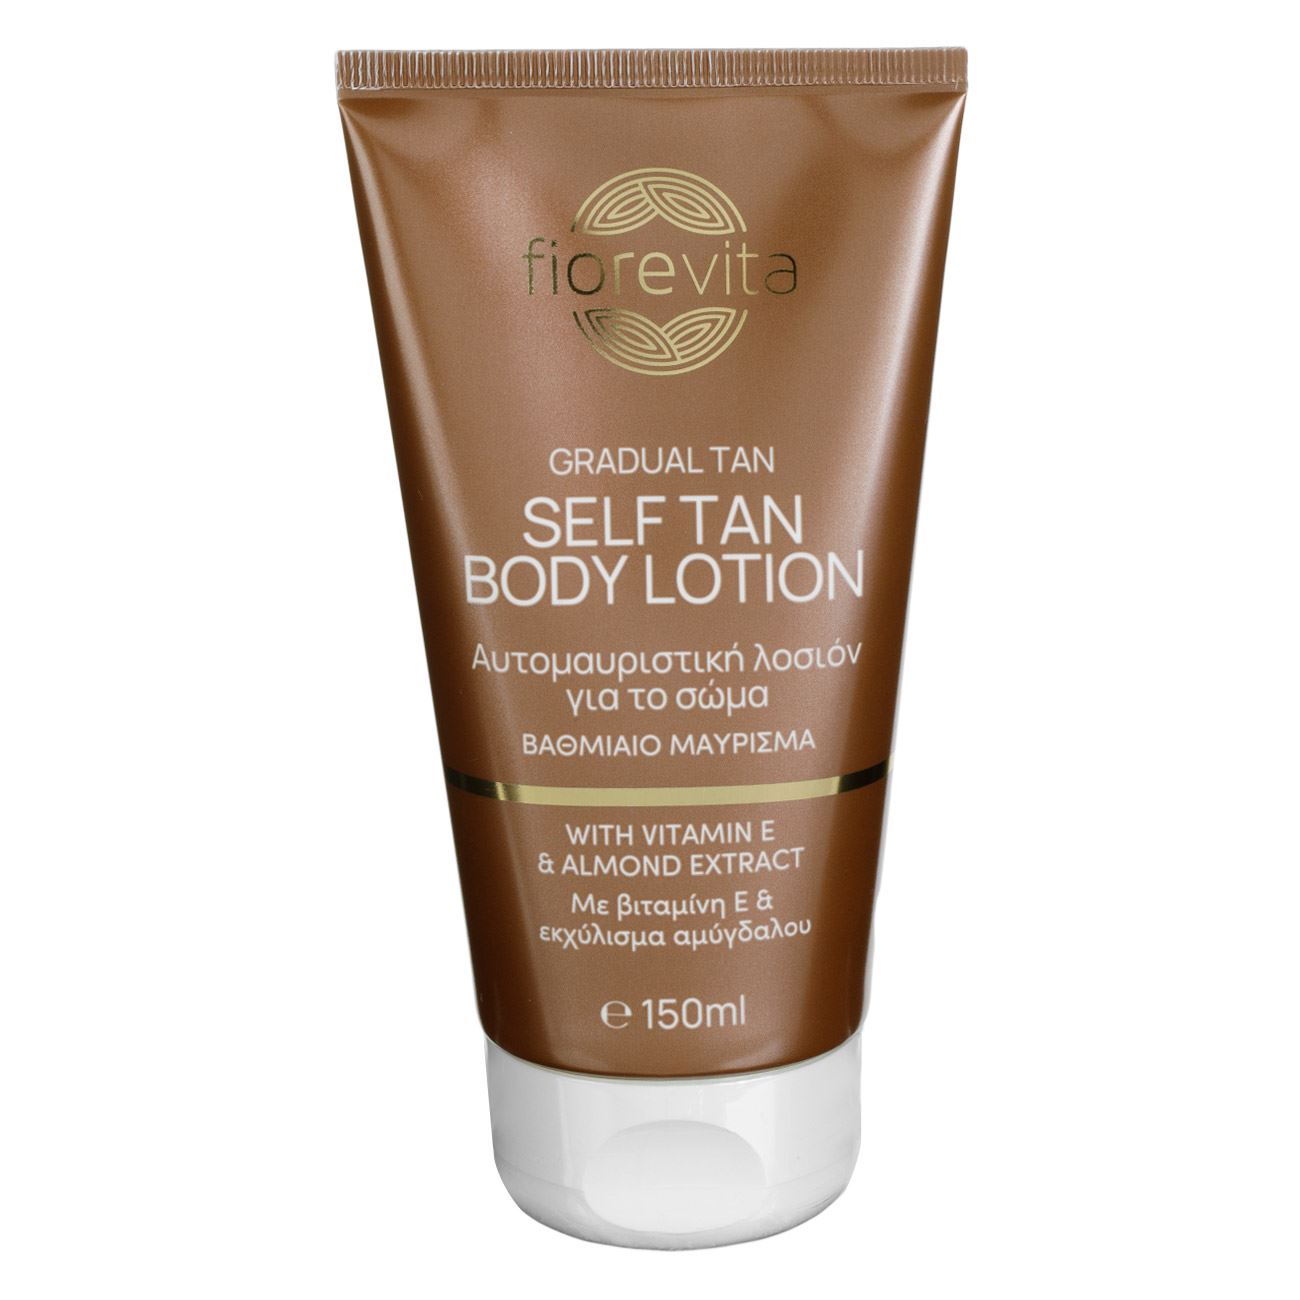 fiorevita
GRADUAL TAN
SELF TAN
BODY LOTION
Αυτομαυριστική λοσιόν
για το σώμα
ΒΑΘΜΙΑΙΟ ΜΑΥΡΙΣΜΑ
WITH VITAMIN E
& ALMOND EXTRACT
Με βιταμίνη Ε &
εκχύλισμα αμύγδαλου
℮ 150ml